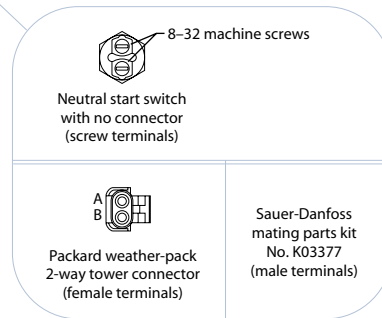 8–32 machine screws
Neutral start switch
with no connector
(screw terminals)
A
B
Packard weather-pack
2-way tower connector
(female terminals)
Sauer-Danfoss
mating parts kit
No. K03377
(male terminals)